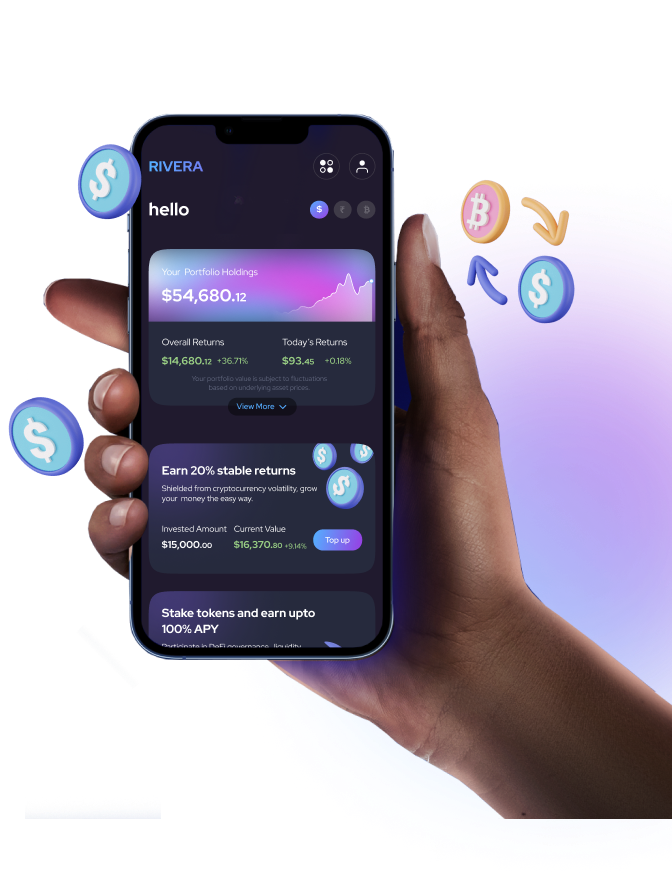 RIVERA
hello
$ ₹ ₿
Your Portfolio Holdings
$54,680.12
Overall Returns Today's Returns
$14,680.12 +36.71% $93.45 +0.18%
Your portfolio value is subject to fluctuations
based on underlying asset prices.
View More
Earn 20% stable returns
Shielded from cryptocurrency volatility, grow
your money the easy way.
Invested Amount Current Value
$15,000.00 $16,370.80 +9.14% Top up
Stake tokens and earn upto
100% APY
Participate in DeFi governance, liquidity